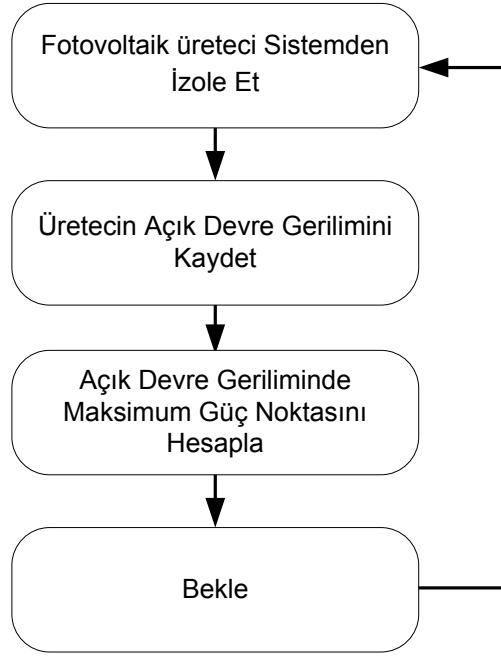 Fotovoltaik üreteci Sistemden
İzole Et
Üretecin Açık Devre Gerilimini
Kaydet
Açık Devre Geriliminde
Maksimum Güç Noktasını
Hesapla
Bekle